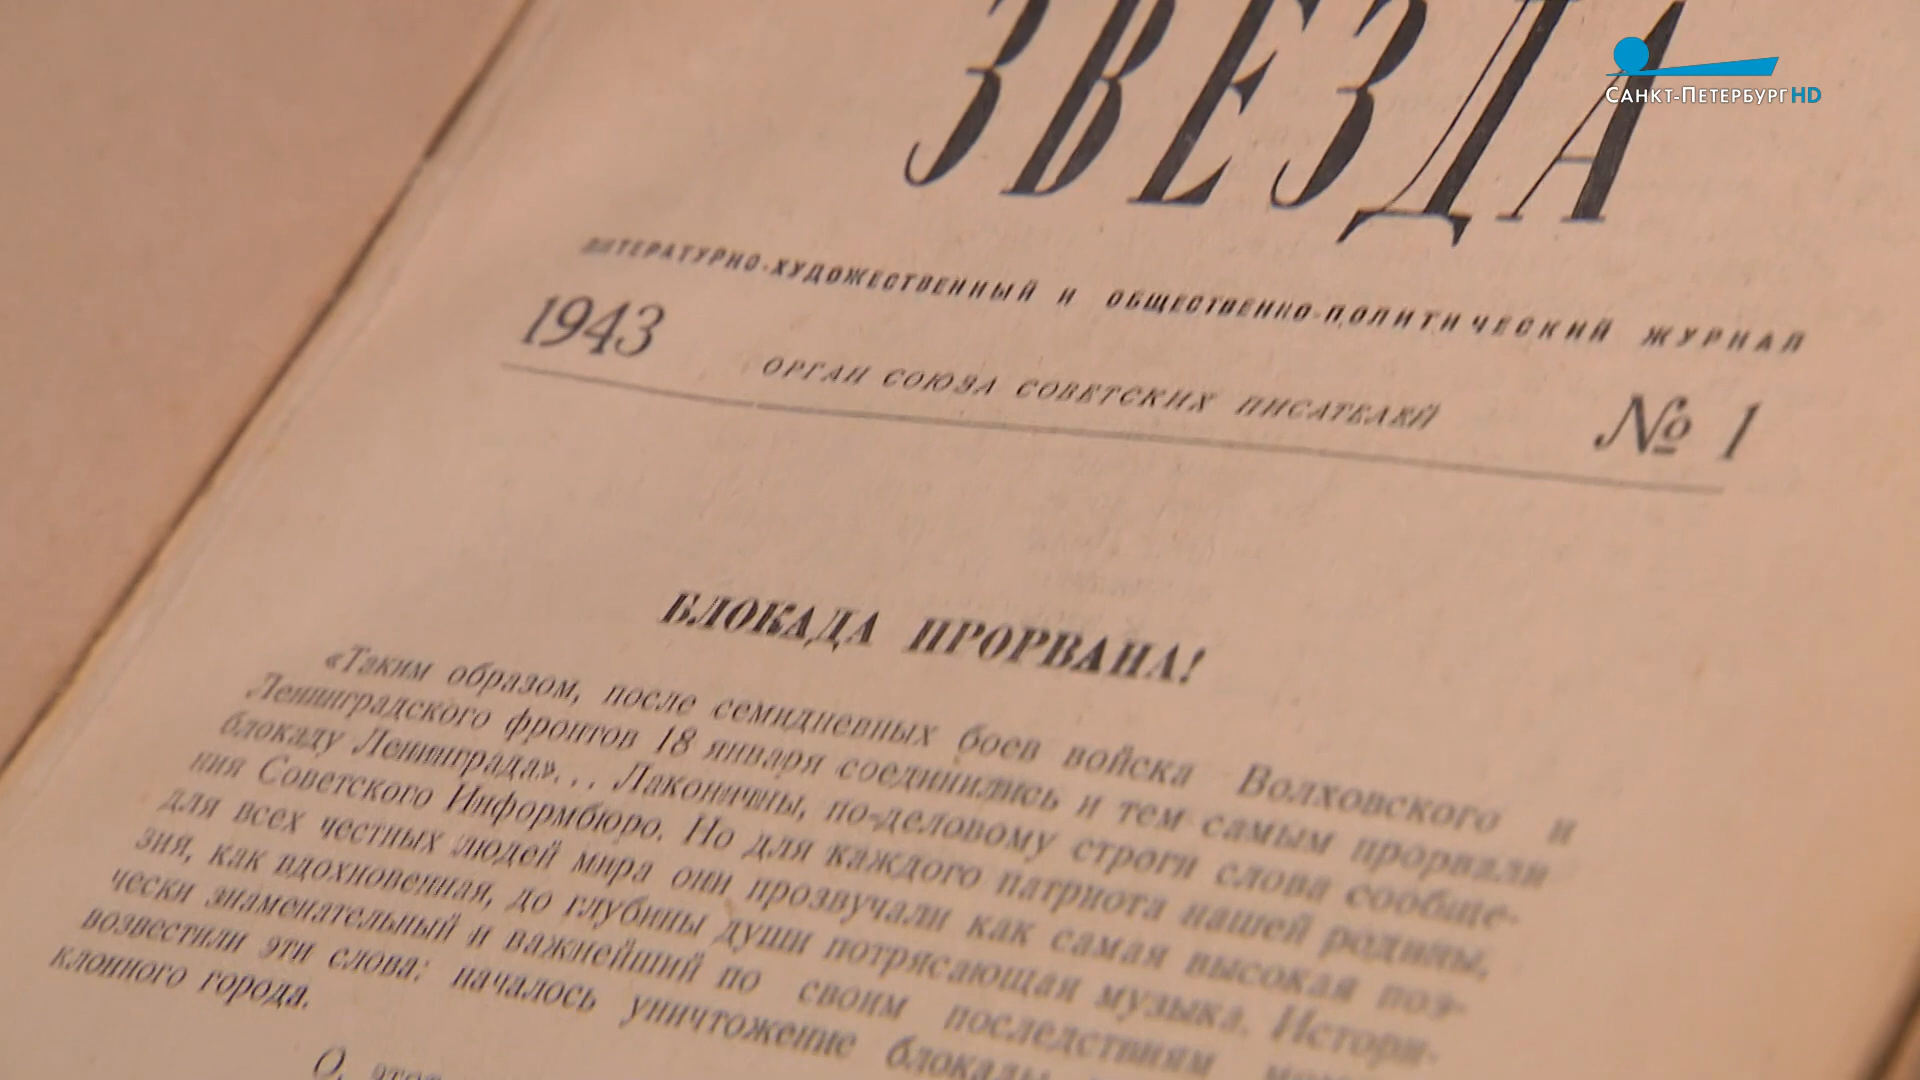 ЗВЕЗДА
САНКТ-ПЕТЕРБУРГ HD
ЛИТЕРАТУРНО-ХУДОЖЕСТВЕННЫЙ И ОБЩЕСТВЕННО-ПОЛИТИЧЕСКИЙ ЖУРНАЛ
1943
ОРГАН СОЮЗА СОВЕТСКИХ ПИСАТЕЛЕЙ
№ 1
БЛОКАДА ПРОРВАНА!
«Таким образом, после семидневных боев войска Волховского и
Ленинградского фронтов 18 января соединились и тем самым прорвали
блокаду Ленинграда»... Лаконичны, по-деловому строги слова сообще-
ния Советского Информбюро. Но для каждого патриота нашей родины,
для всех честных людей мира они прозвучали как самая высокая поэ-
зия, как вдохновенная, до глубины души потрясающая музыка. Истори-
чески знаменательный и важнейший по своим последствиям
возвестили эти слова: началось уничтожение блокады
клонного города.
О,